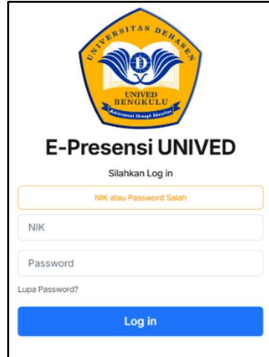 UNIVERSITAS DEHASEN
UNIVED
BENGKULU
E-Presensi UNIVED
Silahkan Log in
NIK atau Password Salah
NIK
Password
Lupa Password?
Log in